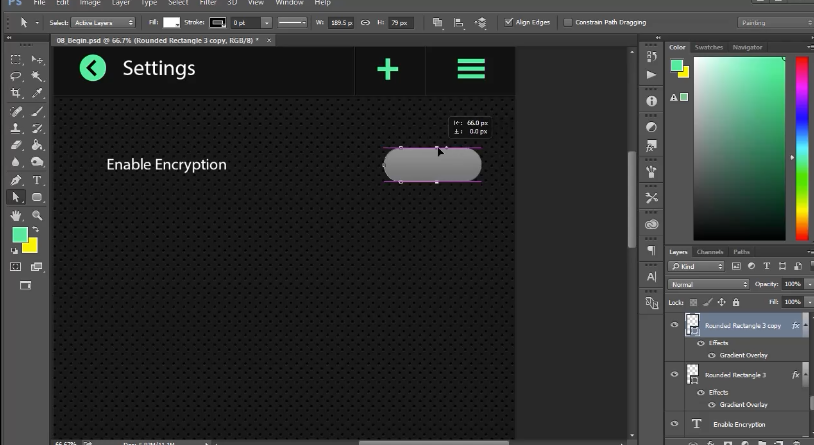 Ps File Edit Image Layer Type Select Filter 3D View Window Help
Select: Active Layers Fill: Strokes 0 pt W: 189.5 p H: 79 px Align Edges Constrain Path Dragging Painting
08_Begin.psd @ 66.7% (Rounded Rectangle 3 copy, RGB/8) * ×
Color Swatches Navigator
Settings
66.0 px
0.0 px
Enable Encryption
T
A
Layers Channels Paths
Kind
Normal Opacity: 100%
Lock: Fill: 100%
Rounded Rectangle 3 copy fx
Effects
Gradient Overlay
Rounded Rectangle 3 fx
Effects
Gradient Overlay
T Enable Encryption
66.67%